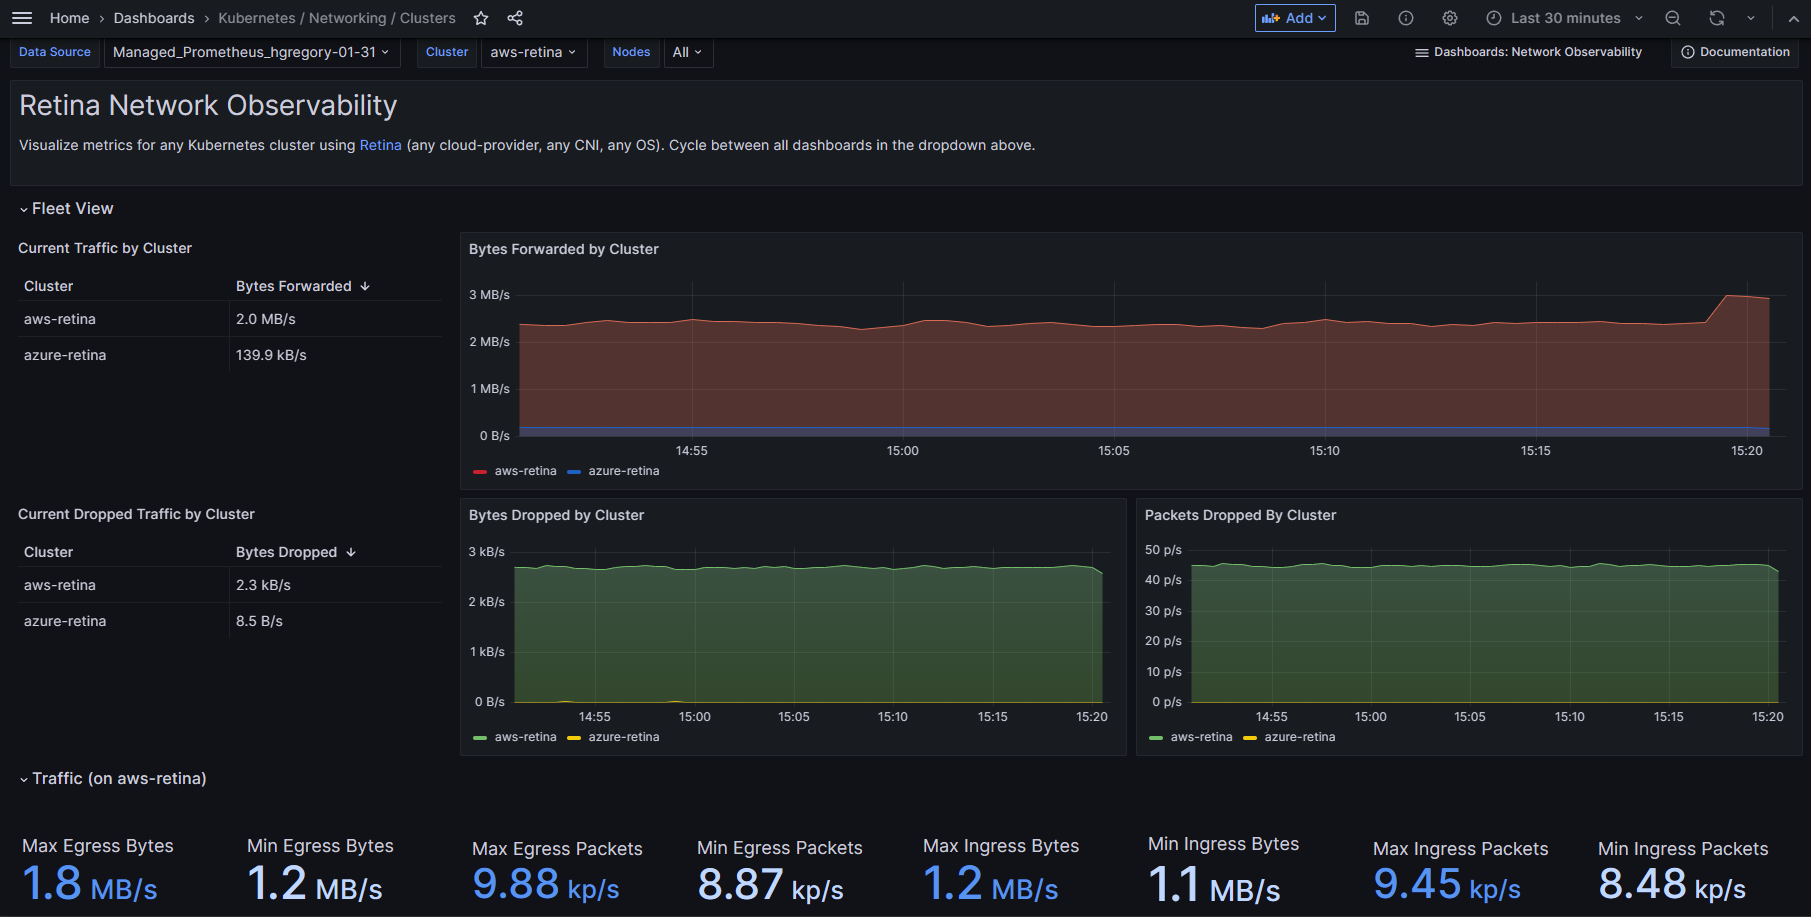 Home › Dashboards › Kubernetes / Networking / Clusters Add Last 30 minutes
Data Source Managed_Prometheus_hgregory-01-31 Cluster aws-retina Nodes All Dashboards: Network Observability Documentation
Retina Network Observability
Visualize metrics for any Kubernetes cluster using Retina (any cloud-provider, any CNI, any OS). Cycle between all dashboards in the dropdown above.
Fleet View
Current Traffic by Cluster
Cluster Bytes Forwarded ↓
aws-retina 2.0 MB/s
azure-retina 139.9 kB/s
Bytes Forwarded by Cluster
3 MB/s
2 MB/s
1 MB/s
0 B/s
14:55 15:00 15:05 15:10 15:15 15:20
aws-retina azure-retina
Current Dropped Traffic by Cluster
Cluster Bytes Dropped ↓
aws-retina 2.3 kB/s
azure-retina 8.5 B/s
Bytes Dropped by Cluster
3 kB/s
2 kB/s
1 kB/s
0 B/s
14:55 15:00 15:05 15:10 15:15 15:20
aws-retina azure-retina
Packets Dropped By Cluster
50 p/s
40 p/s
30 p/s
20 p/s
10 p/s
0 p/s
14:55 15:00 15:05 15:10 15:15 15:20
aws-retina azure-retina
Traffic (on aws-retina)
Max Egress Bytes
1.8 MB/s
Min Egress Bytes
1.2 MB/s
Max Egress Packets
9.88 kp/s
Min Egress Packets
8.87 kp/s
Max Ingress Bytes
1.2 MB/s
Min Ingress Bytes
1.1 MB/s
Max Ingress Packets
9.45 kp/s
Min Ingress Packets
8.48 kp/s